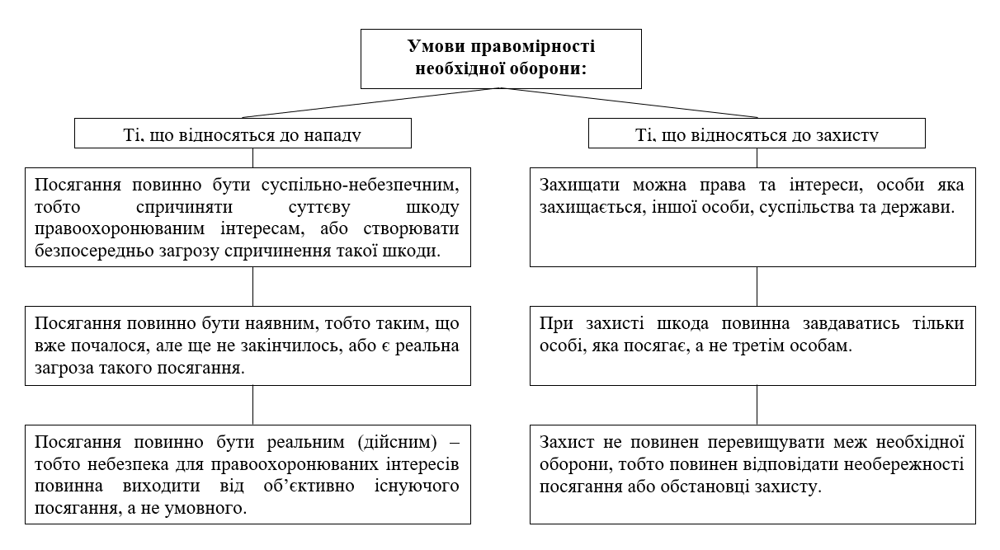 Умови правомірності
необхідної оборони:
Ті, що відносяться до нападу
Ті, що відносяться до захисту
Посягання повинно бути суспільно-небезпечним,
тобто спричиняти суттєву шкоду
правоохоронюваним інтересам, або створювати
безпосередньо загрозу спричинення такої шкоди.
Захищати можна права та інтереси, особи яка
захищається, іншої особи, суспільства та держави.
Посягання повинно бути наявним, тобто таким, що
вже почалося, але ще не закінчилось, або є реальна
загроза такого посягання.
При захисті шкода повинна завдаватись тільки
особі, яка посягає, а не третім особам.
Посягання повинно бути реальним (дійсним) –
тобто небезпека для правоохоронюваних інтересів
повинна виходити від об’єктивно існуючого
посягання, а не умовного.
Захист не повинен перевищувати меж необхідної
оборони, тобто повинен відповідати необережності
посягання або обстановці захисту.